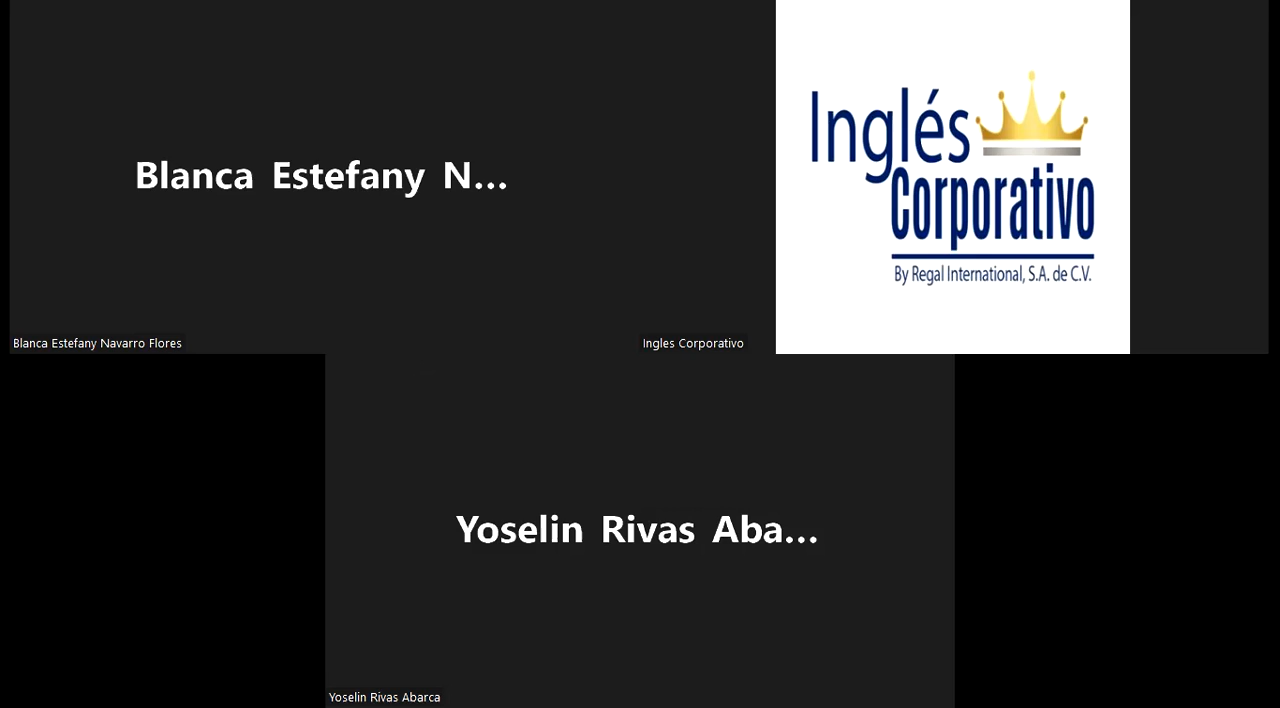 Blanca Estefany N...
Inglés
Corporativo
By Regal International, S.A. de C.V.
Blanca Estefany Navarro Flores
Ingles Corporativo
Yoselin Rivas Aba...
Yoselin Rivas Abarca